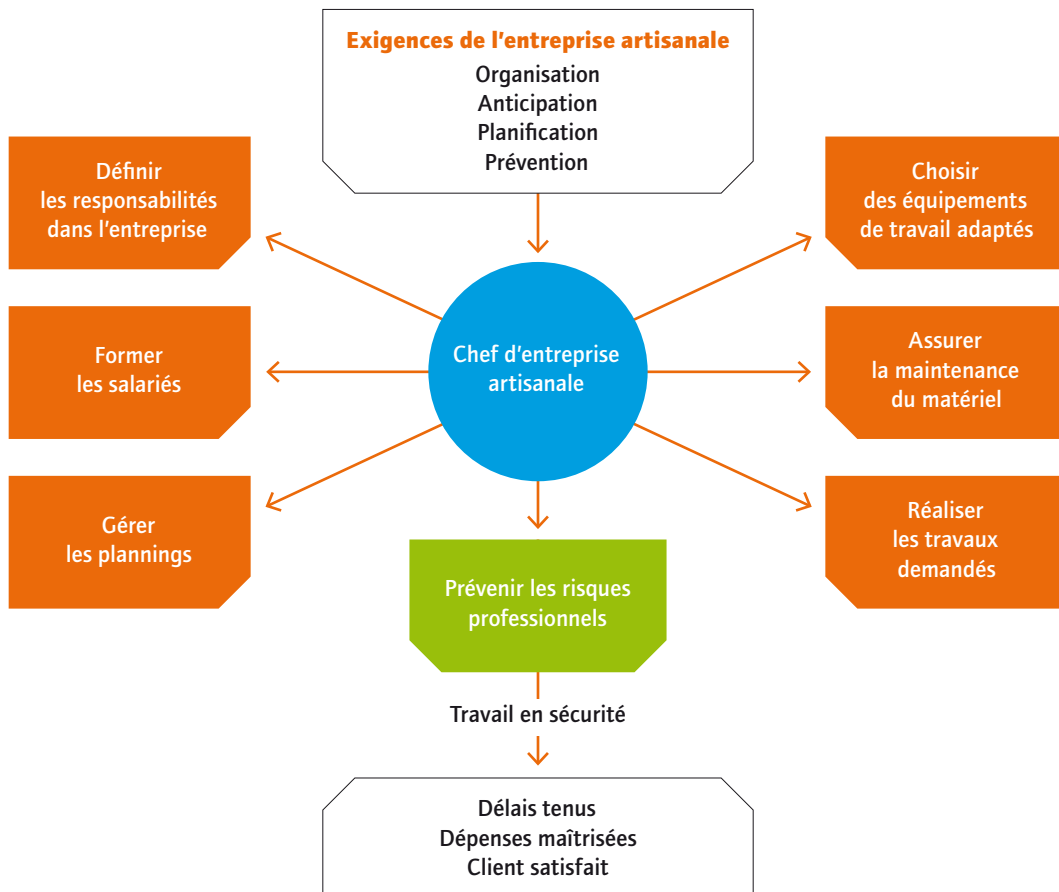 Exigences de l'entreprise artisanale
Organisation
Anticipation
Planification
Prévention
Définir
les responsabilités
dans l'entreprise
Choisir
des équipements
de travail adaptés
Former
les salariés
Chef d'entreprise
artisanale
Assurer
la maintenance
du matériel
Gérer
les plannings
Réaliser
les travaux
demandés
Prévenir les risques
professionnels
Travail en sécurité
Délais tenus
Dépenses maîtrisées
Client satisfait